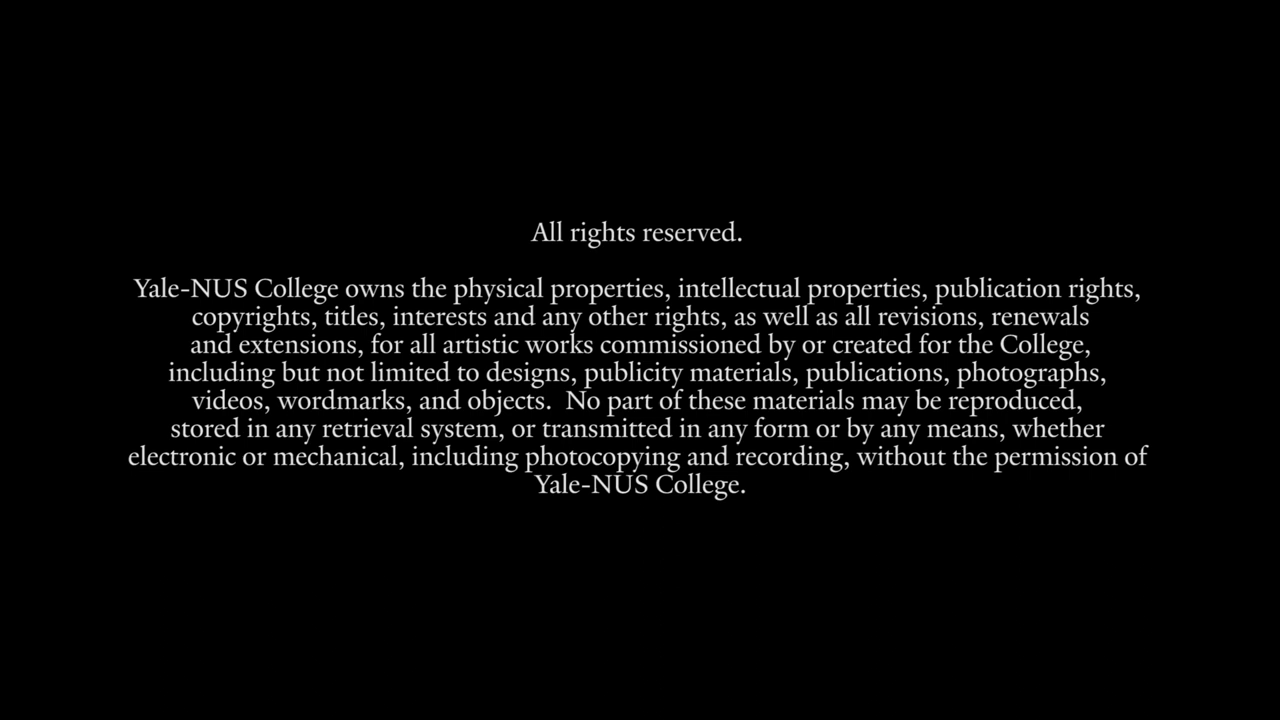 All rights reserved.
Yale-NUS College owns the physical properties, intellectual properties, publication rights,
copyrights, titles, interests and any other rights, as well as all revisions, renewals
and extensions, for all artistic works commissioned by or created for the College,
including but not limited to designs, publicity materials, publications, photographs,
videos, wordmarks, and objects.  No part of these materials may be reproduced,
stored in any retrieval system, or transmitted in any form or by any means, whether
electronic or mechanical, including photocopying and recording, without the permission of
Yale-NUS College.